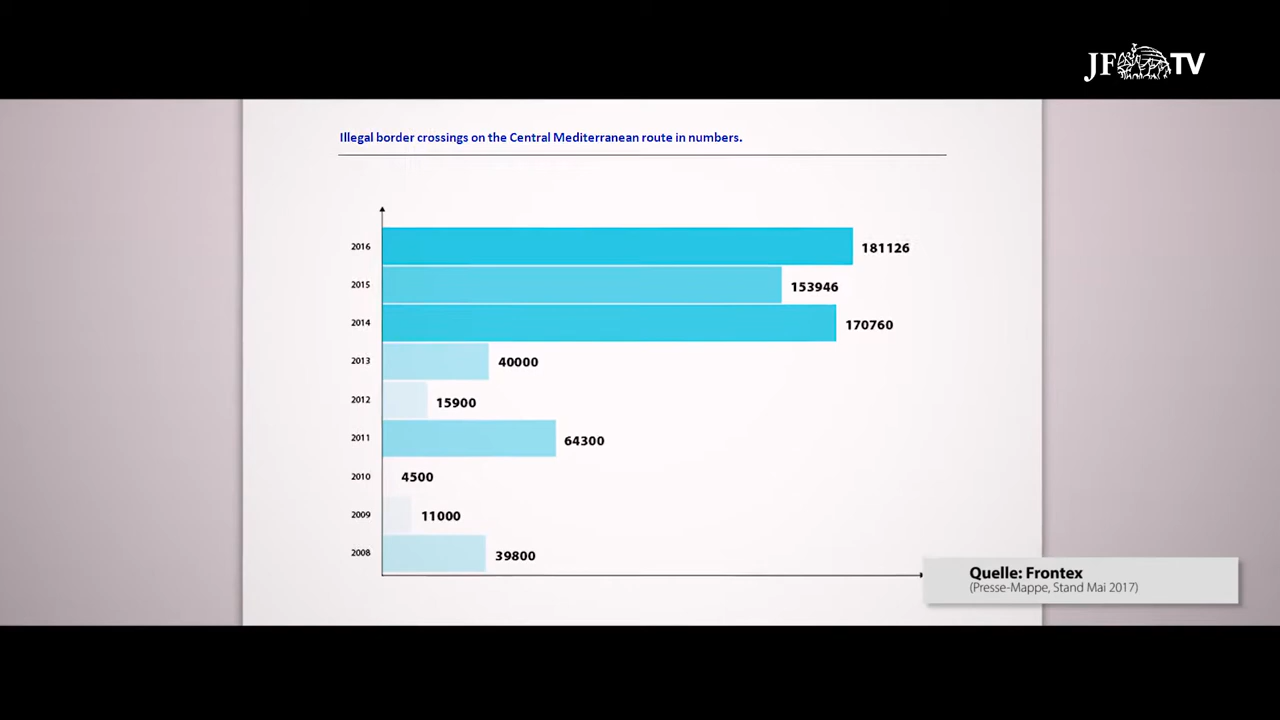 JF TV
Illegal border crossings on the Central Mediterranean route in numbers.
2016 181126
2015 153946
2014 170760
2013 40000
2012 15900
2011 64300
2010 4500
2009 11000
2008 39800
Quelle: Frontex
(Presse-Mappe, Stand Mai 2017)